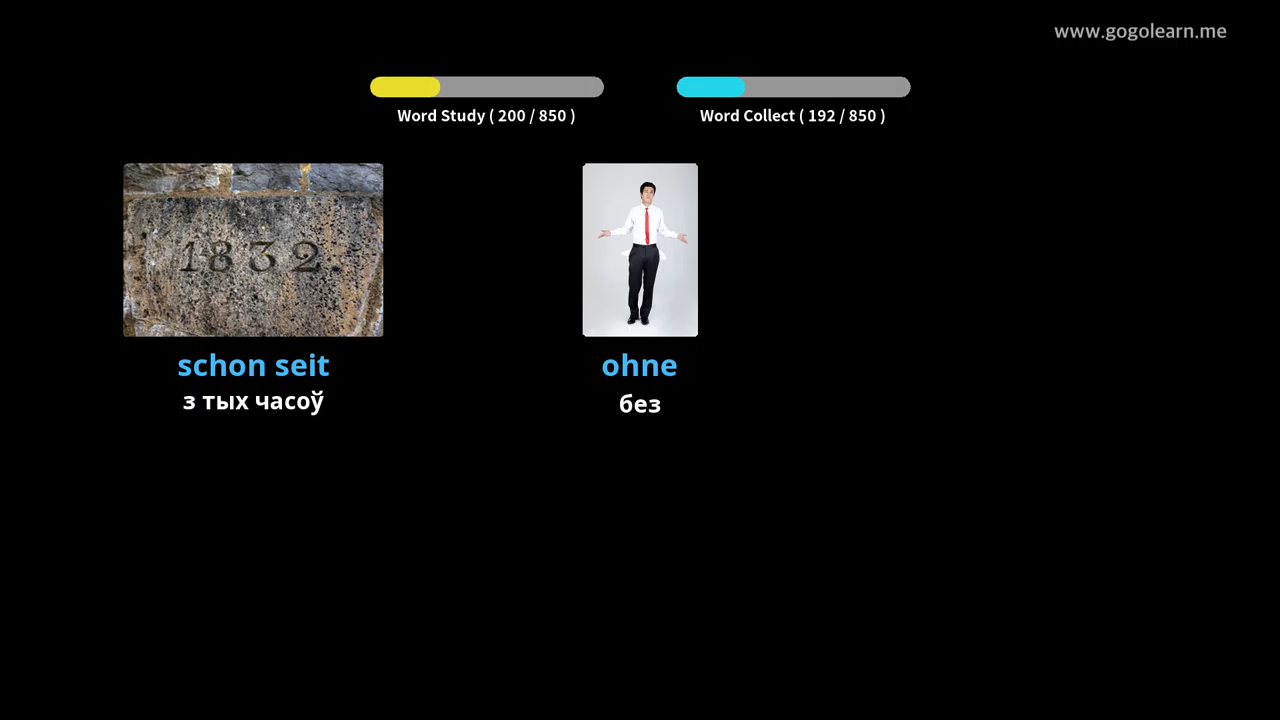 www.gogolearn.me
Word Study ( 200 / 850 )
Word Collect ( 192 / 850 )
1832.
schon seit
з тых часоў
ohne
без